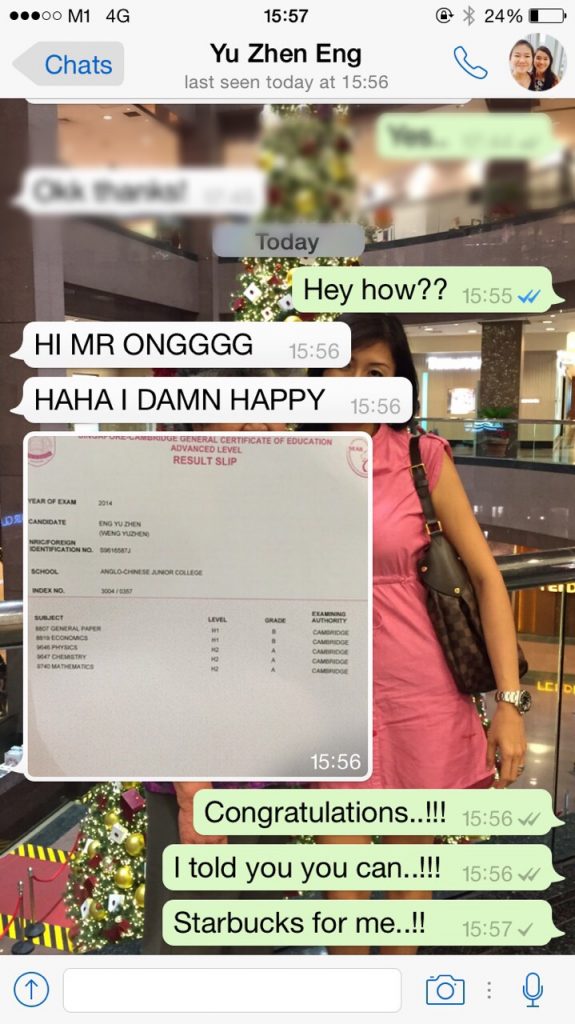 M1 4G 15:57 24%
Chats
Yu Zhen Eng
last seen today at 15:56
Yes..
Okk thanks!
Today
Hey how?? 15:55
HI MR ONGGGG 15:56
HAHA I DAMN HAPPY 15:56
SINGAPORE-CAMBRIDGE GENERAL CERTIFICATE OF EDUCATION
ADVANCED LEVEL
RESULT SLIP
YEAR OF EXAM 2014
CANDIDATE ENG YU ZHEN
(WENG YUZHEN)
NRIC/FOREIGN
IDENTIFICATION NO. S9616587J
SCHOOL ANGLO-CHINESE JUNIOR COLLEGE
INDEX NO. 3004 / 0357
SUBJECT LEVEL GRADE EXAMINING AUTHORITY
8807 GENERAL PAPER H1 B CAMBRIDGE
8819 ECONOMICS H1 B CAMBRIDGE
9646 PHYSICS H2 A CAMBRIDGE
9647 CHEMISTRY H2 A CAMBRIDGE
9740 MATHEMATICS H2 A CAMBRIDGE
15:56
Congratulations..!!! 15:56
I told you you can..!!! 15:56
Starbucks for me..!! 15:57